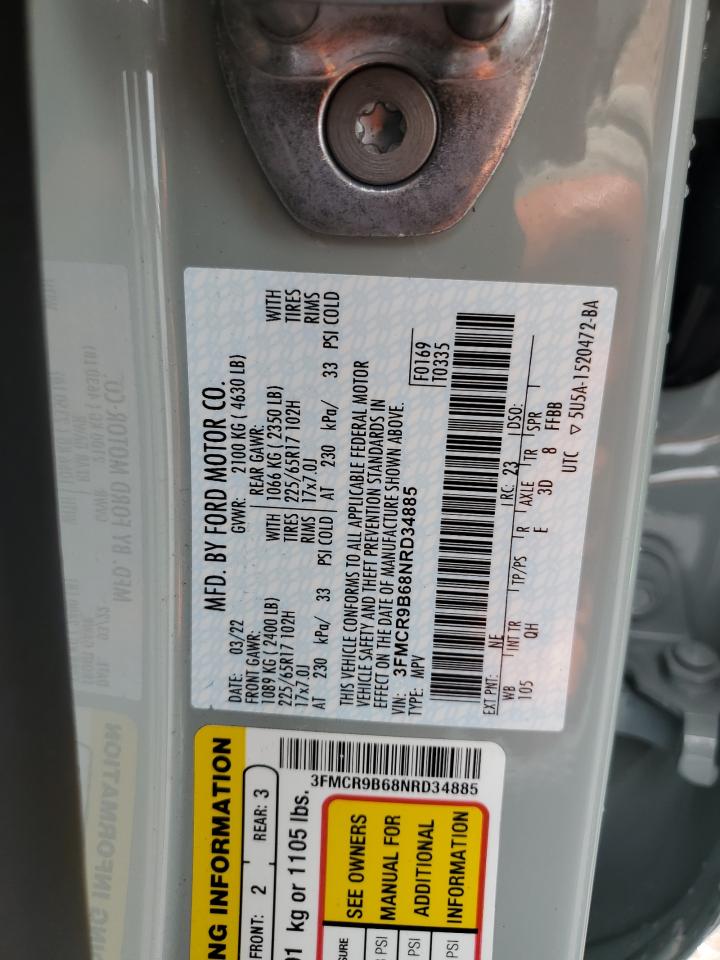 MFD. BY FORD MOTOR CO.
DATE: 03/22 GVWR: 2100 KG ( 4630 LB)
FRONT GAWR: REAR GAWR:
1089 KG ( 2400 LB) WITH 1066 KG ( 2350 LB) WITH
225/65R17 102H TIRES 225/65R17 102H TIRES
17x7.0J RIMS 17x7.0J RIMS
AT 230 kPa/ 33 PSI COLD AT 230 kPa/ 33 PSI COLD
THIS VEHICLE CONFORMS TO ALL APPLICABLE FEDERAL MOTOR
VEHICLE SAFETY AND THEFT PREVENTION STANDARDS IN
EFFECT ON THE DATE OF MANUFACTURE SHOWN ABOVE.
VIN: 3FMCR9B68NRD34885 F0169
TYPE: MPV T0335
EXT PNT: NE RC: 23 DSO:
WB INT TR TP/PS R AXLE TR SPR
105 QH E 3D 8 FFBB
UTC ▽ 5U5A-1520472-BA
NG INFORMATION
FRONT: 2 REAR: 3
01 kg or 1105 lbs.
3FMCR9B68NRD34885
SEE OWNERS
MANUAL FOR
ADDITIONAL
INFORMATION
SURE
PSI
PSI
PSI